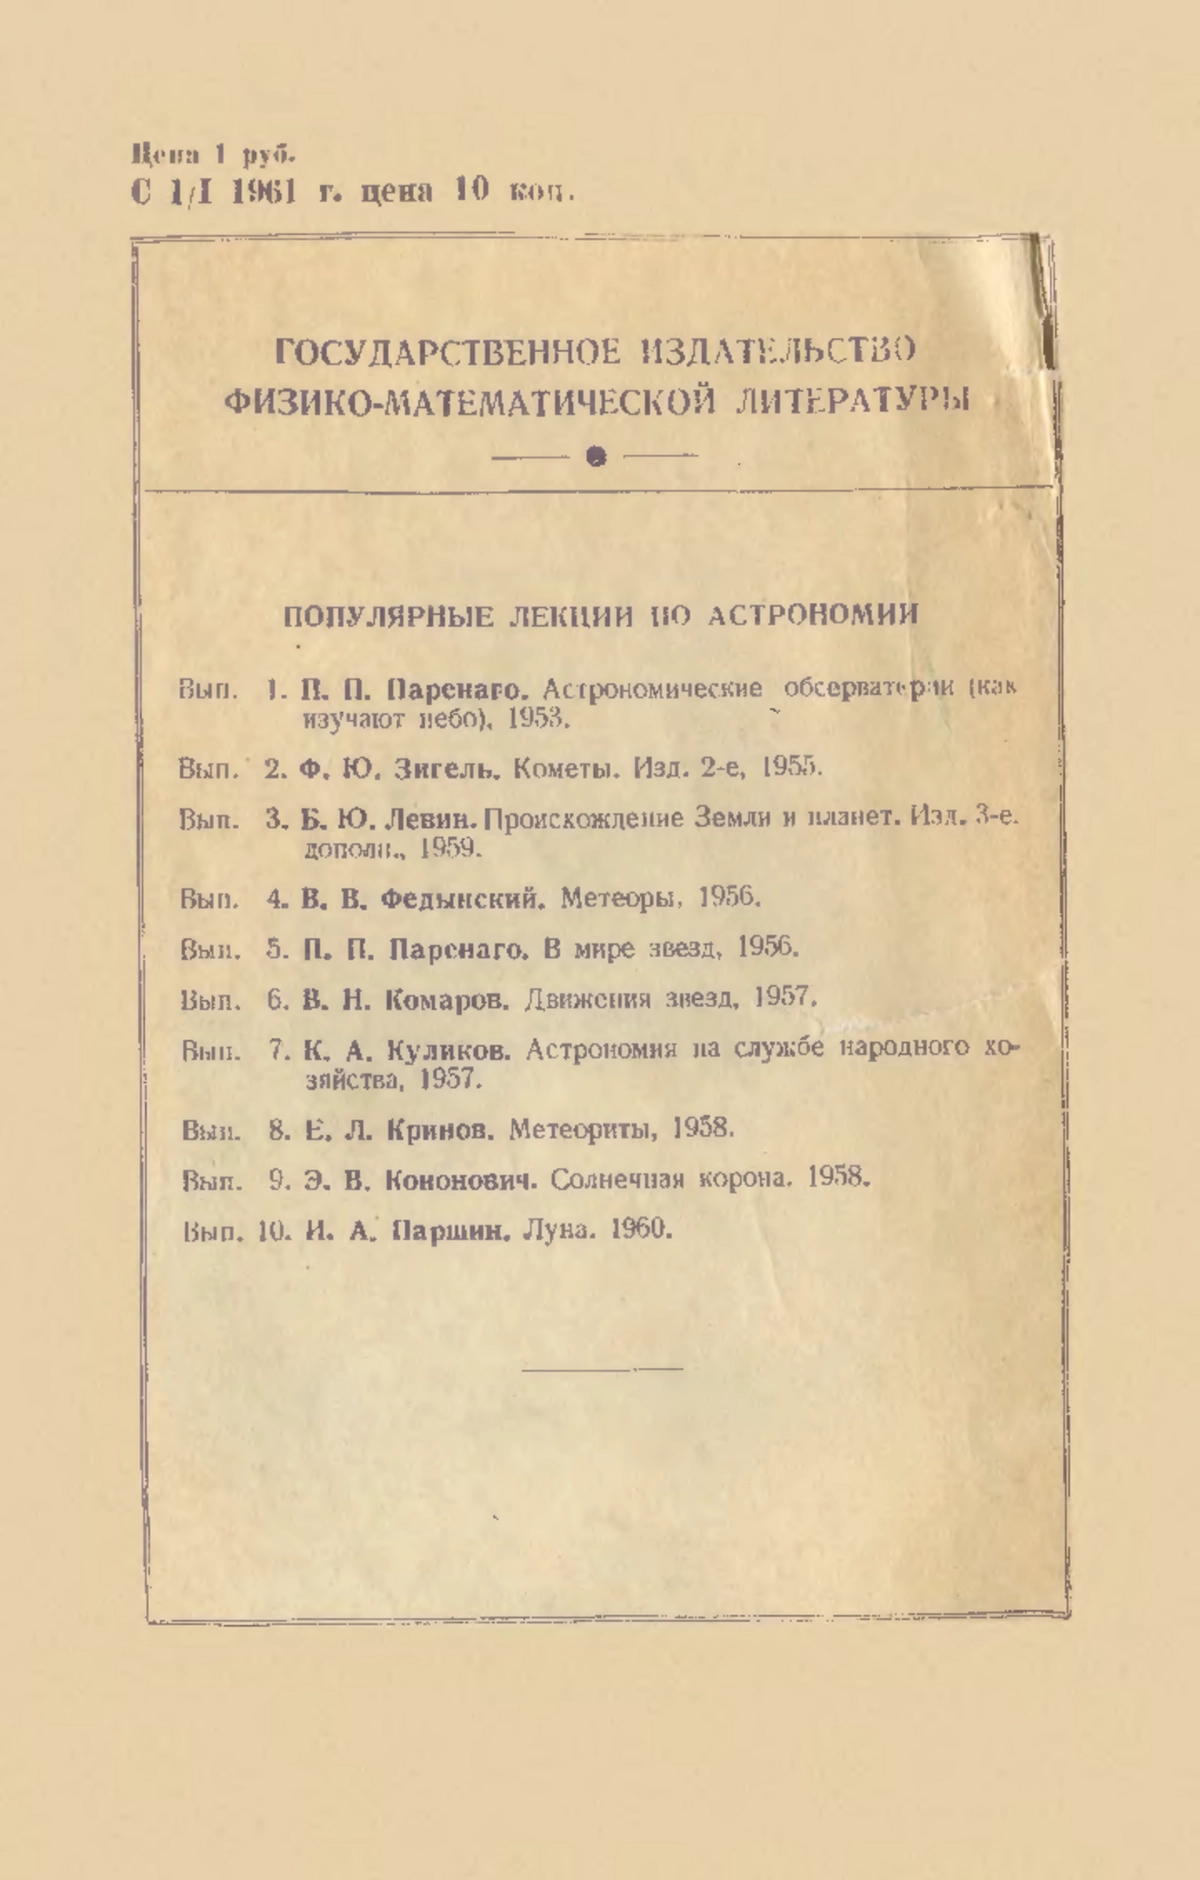 Цена 1 руб.
С 1/I 1961 г. цена 10 коп.
ГОСУДАРСТВЕННОЕ ИЗДАТЕЛЬСТВО
ФИЗИКО-МАТЕМАТИЧЕСКОЙ ЛИТЕРАТУРЫ
ПОПУЛЯРНЫЕ ЛЕКЦИИ ПО АСТРОНОМИИ
Вып. 1. П. П. Паренаго. Астрономические обсерватории (как
изучают небо), 1953.
Вып. 2. Ф. Ю. Зигель. Кометы. Изд. 2-е, 1955.
Вып. 3. Б. Ю. Левин. Происхождение Земли и планет. Изд. 3-е.
дополн., 1959.
Вып. 4. В. В. Федынский. Метеоры, 1956.
Вып. 5. П. П. Паренаго. В мире звезд, 1956.
Вып. 6. В. Н. Комаров. Движения звезд, 1957.
Вып. 7. К. А. Куликов. Астрономия на службе народного хо-
зяйства, 1957.
Вып. 8. Е. Л. Кринов. Метеориты, 1958.
Вып. 9. Э. В. Кононович. Солнечная корона. 1958.
Вып. 10. И. А. Паршин. Луна. 1960.